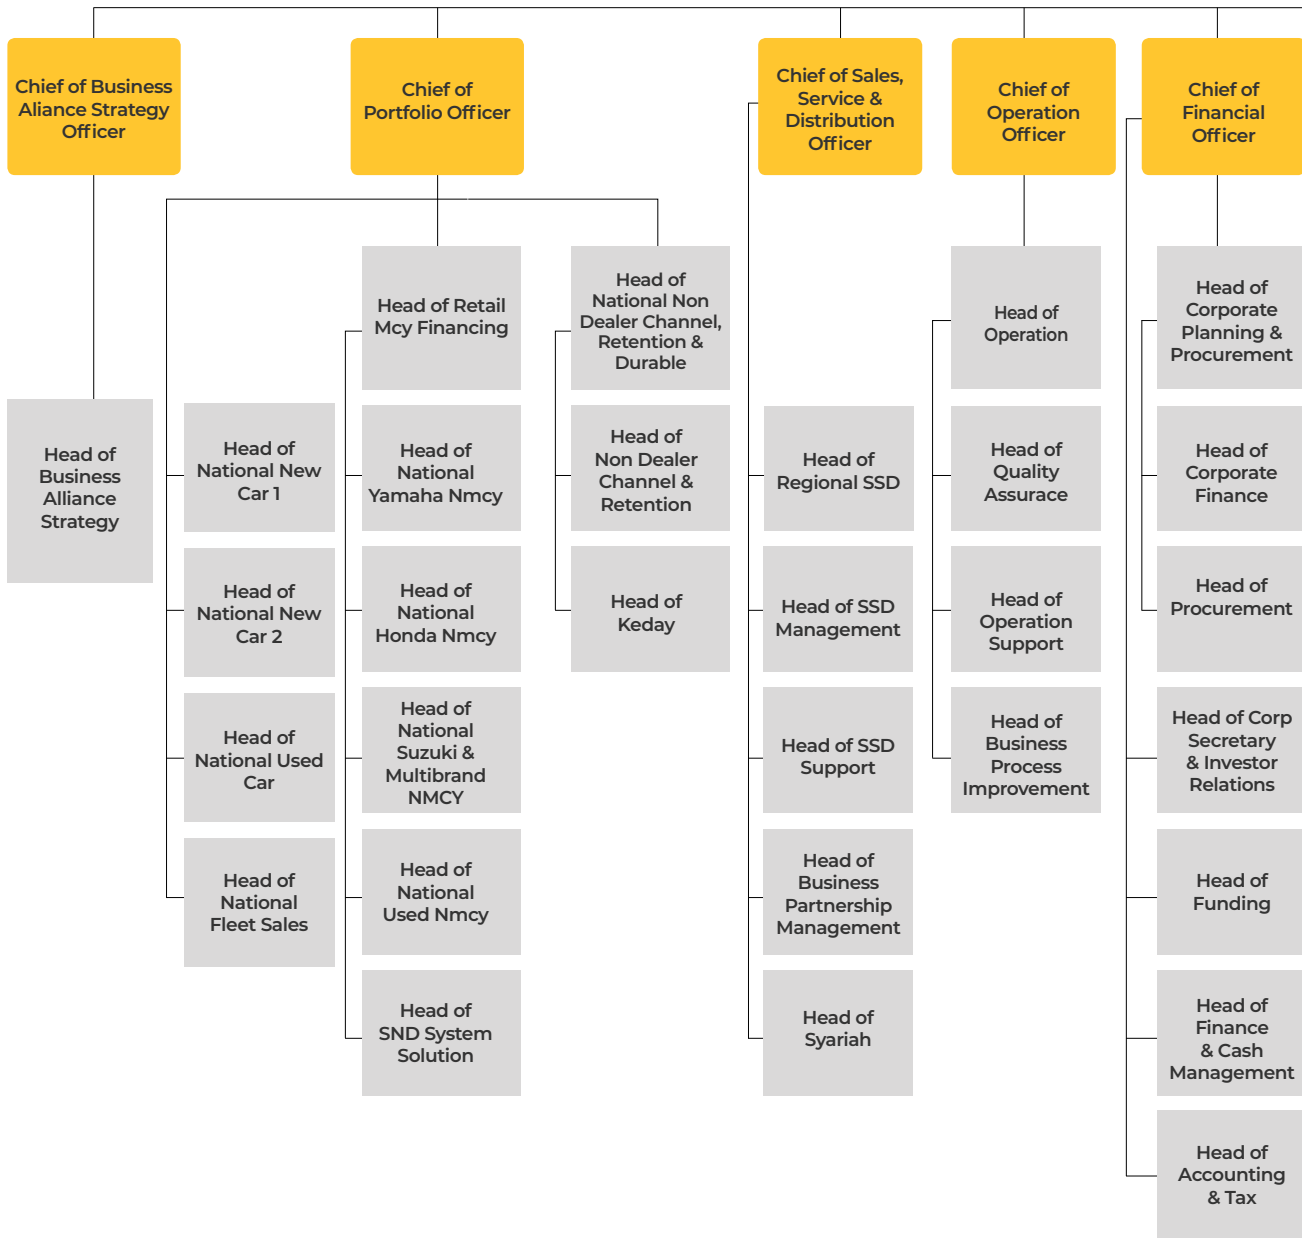 Chief of Business
Aliance Strategy
Officer
Chief of
Portfolio Officer
Chief of Sales,
Service &
Distribution
Officer
Chief of
Operation
Officer
Chief of
Financial
Officer
Head of
Business
Alliance
Strategy
Head of
National New
Car 1
Head of
National New
Car 2
Head of
National Used
Car
Head of
National
Fleet Sales
Head of Retail
Mcy Financing
Head of
National
Yamaha Nmcy
Head of
National
Honda Nmcy
Head of
National
Suzuki &
Multibrand
NMCY
Head of
National
Used Nmcy
Head of
SND System
Solution
Head of
National Non
Dealer Channel,
Retention &
Durable
Head of
Non Dealer
Channel &
Retention
Head of
Keday
Head of
Regional SSD
Head of SSD
Management
Head of SSD
Support
Head of
Business
Partnership
Management
Head of
Syariah
Head of
Operation
Head of
Quality
Assurace
Head of
Operation
Support
Head of
Business
Process
Improvement
Head of
Corporate
Planning &
Procurement
Head of
Corporate
Finance
Head of
Procurement
Head of Corp
Secretary
& Investor
Relations
Head of
Funding
Head of
Finance
& Cash
Management
Head of
Accounting
& Tax